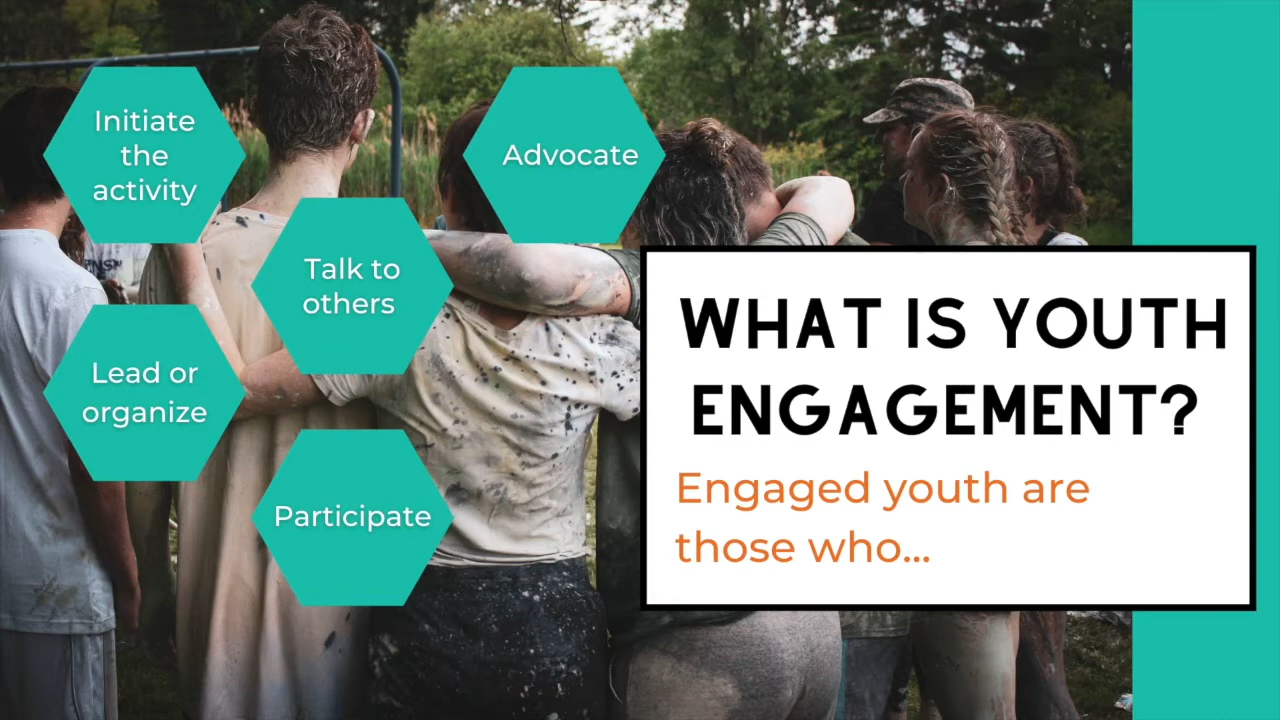 Initiate
the
activity
Advocate
Talk to
others
Lead or
organize
Participate
WHAT IS YOUTH
ENGAGEMENT?
Engaged youth are
those who...